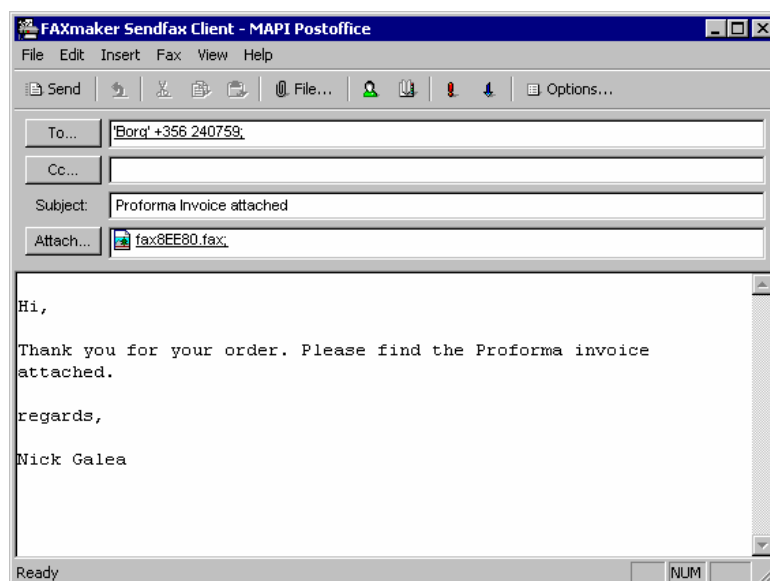 FAXmaker Sendfax Client - MAPI Postoffice
File Edit Insert Fax View Help
Send File... Options...
To... 'Borg' +356 240759;
Cc...
Subject: Proforma Invoice attached
Attach... fax8EE80.fax;
Hi,
Thank you for your order. Please find the Proforma invoice
attached.
regards,
Nick Galea
Ready NUM